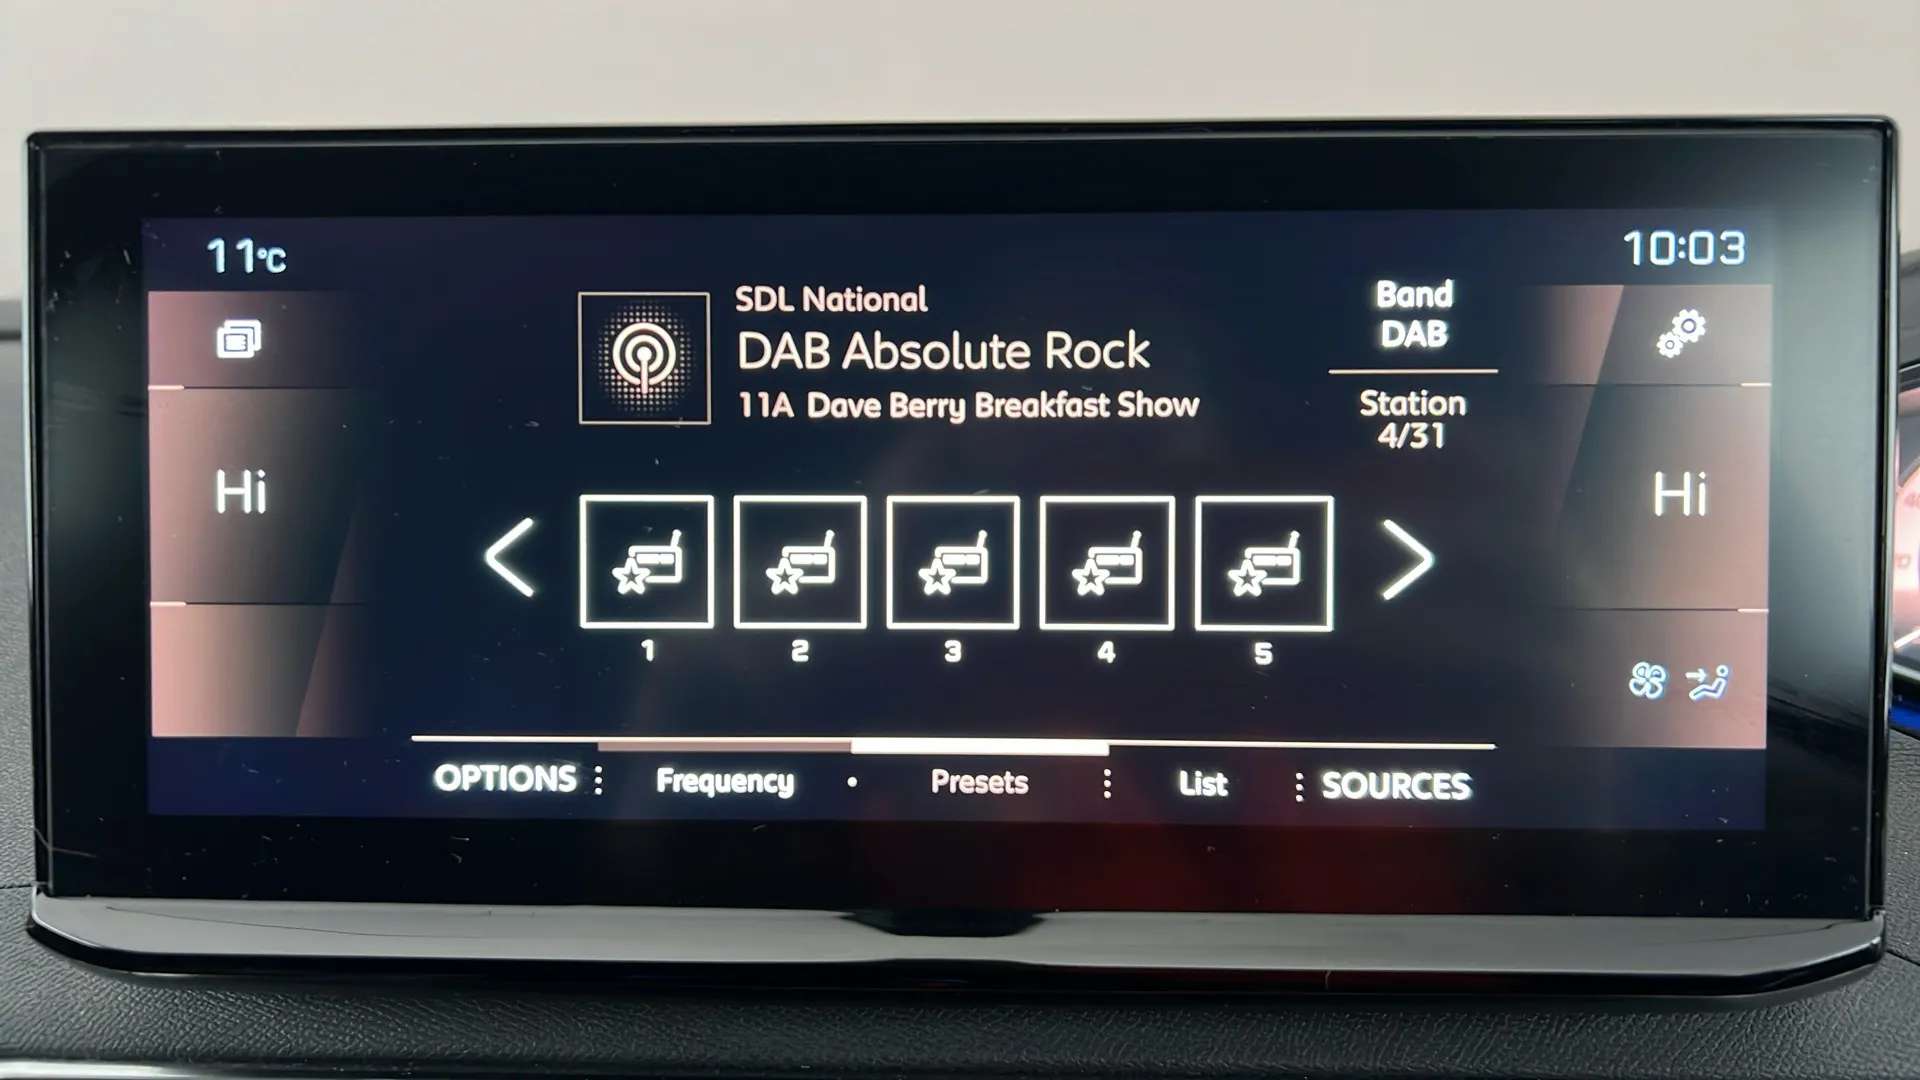 11°C
10:03
SDL National
DAB Absolute Rock
11A Dave Berry Breakfast Show
Band
DAB
Station
4/31
Hi
Hi
1
2
3
4
5
OPTIONS
Frequency
Presets
List
SOURCES